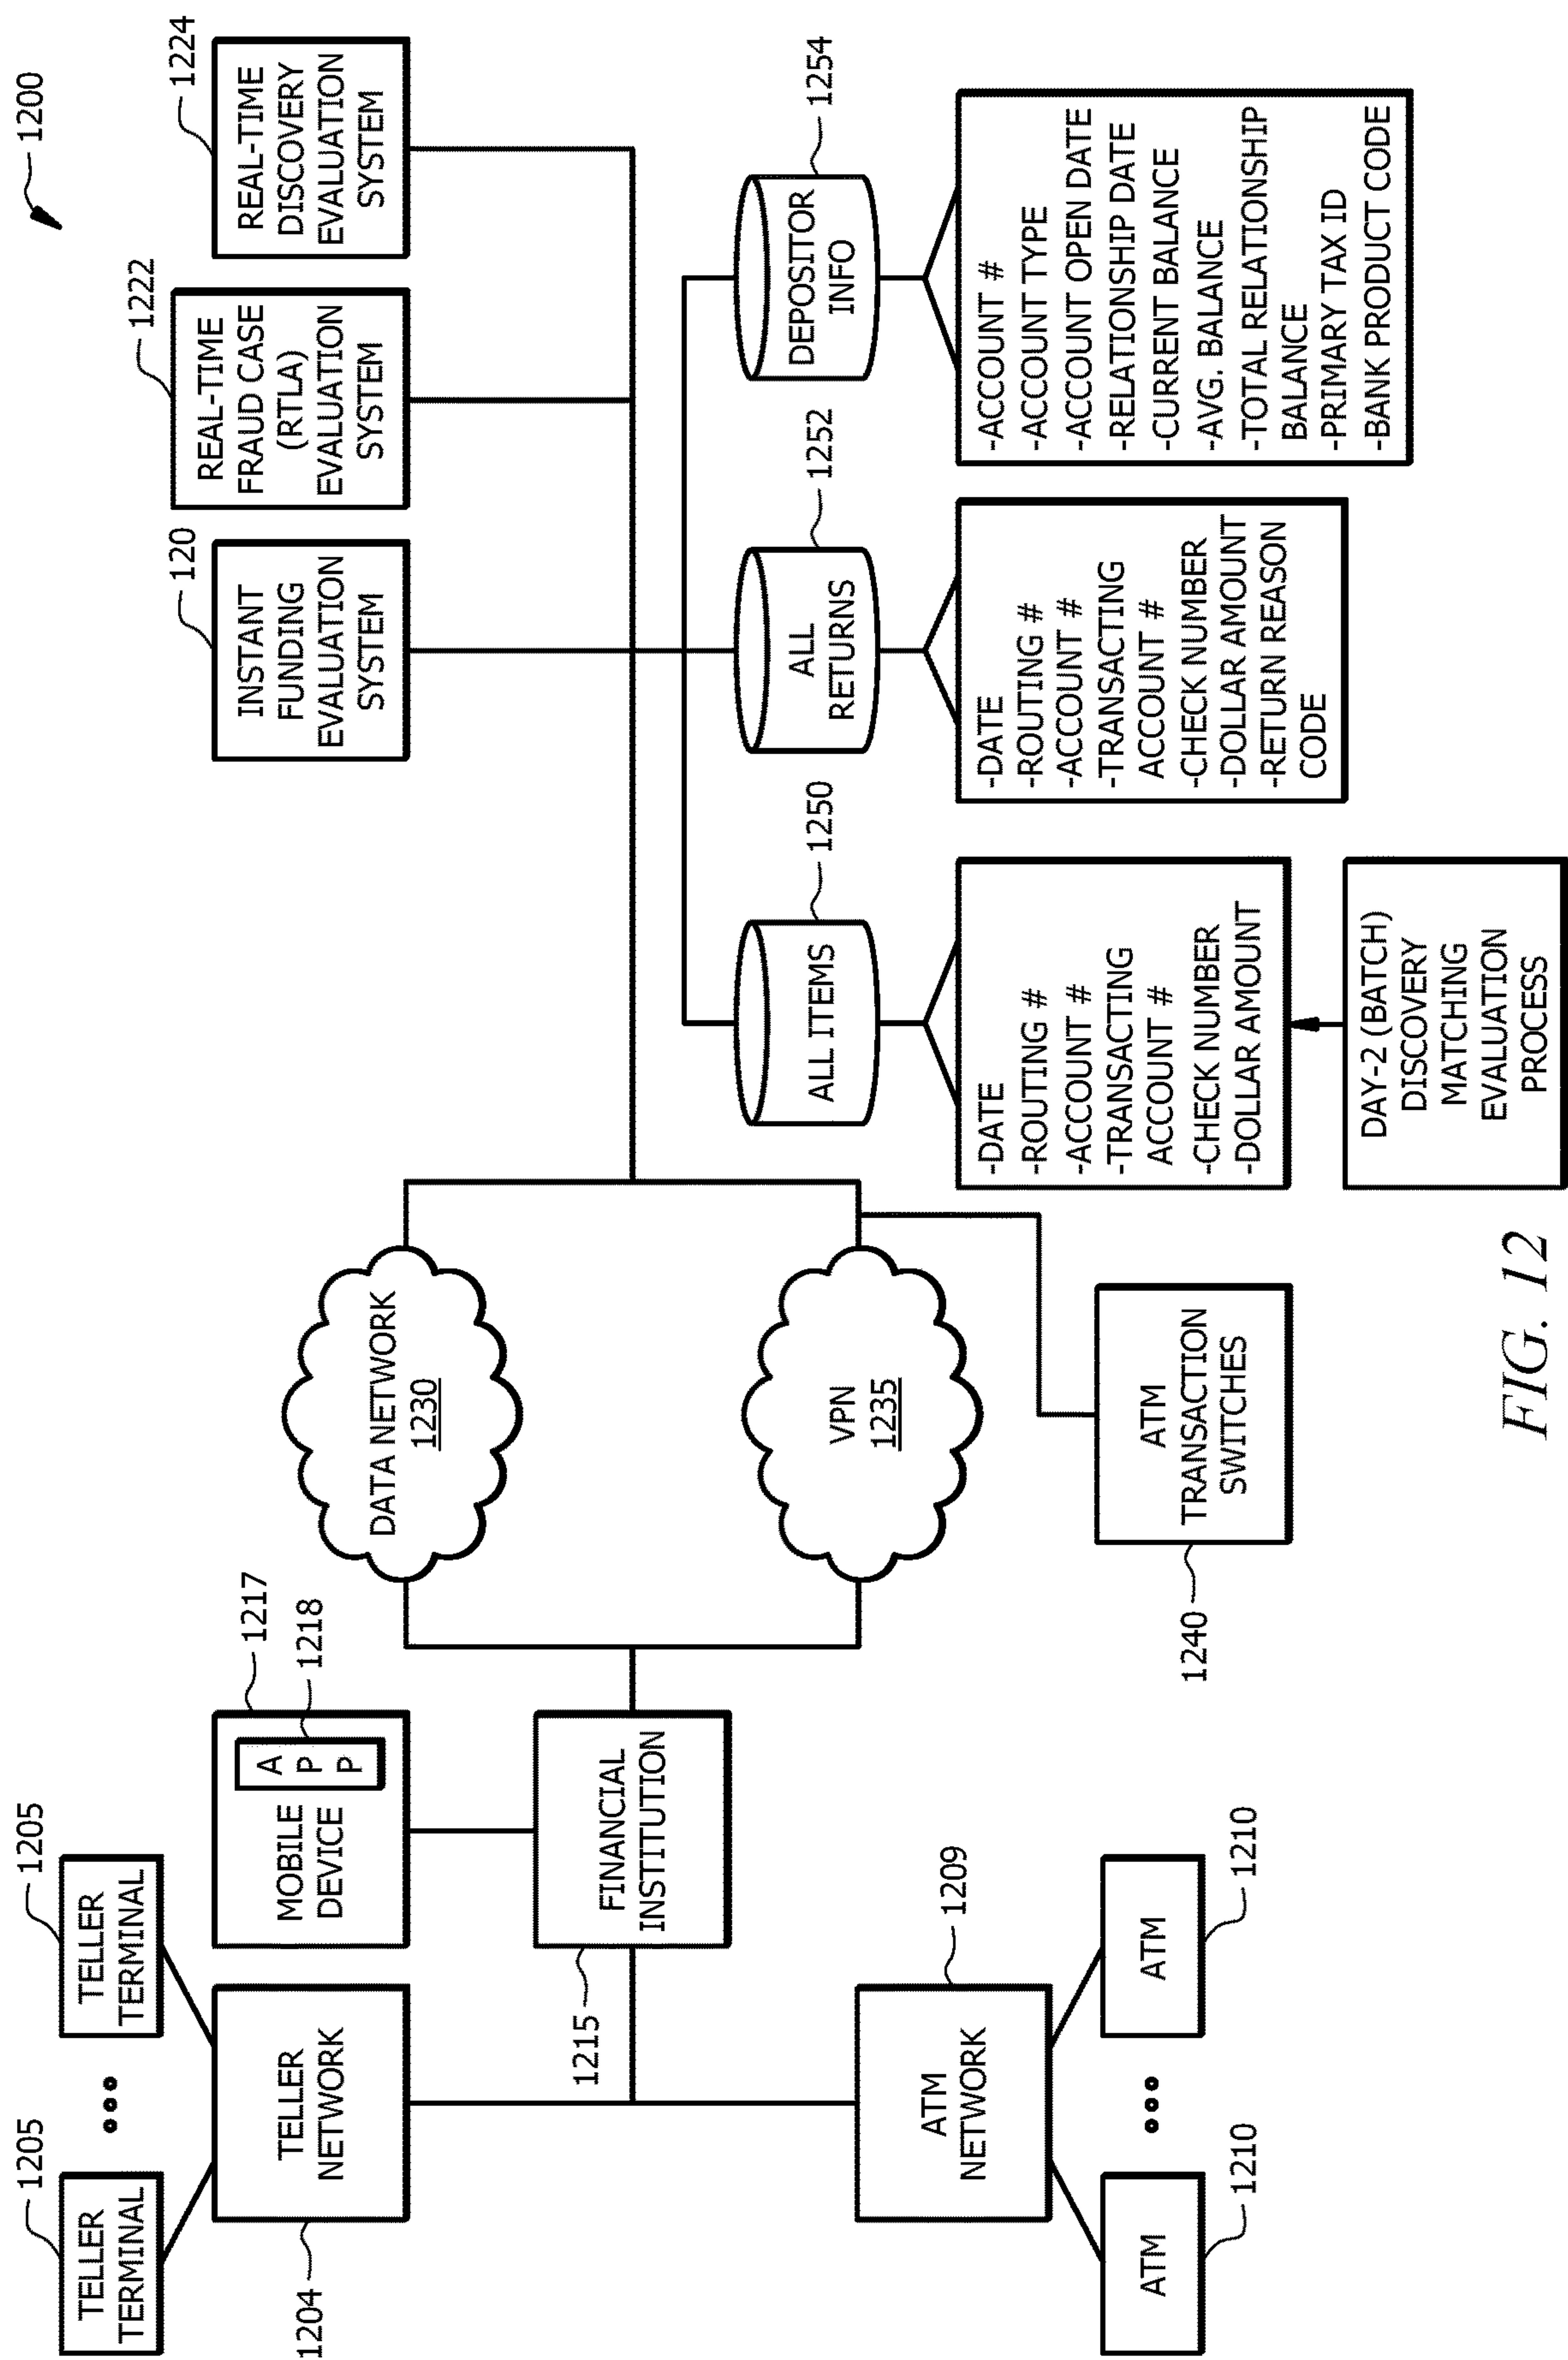 1200
1205
1205
TELLER
TERMINAL
TELLER
TERMINAL
1204
TELLER
NETWORK
1217
1218
MOBILE
DEVICE
A
P
P
1215
FINANCIAL
INSTITUTION
1209
ATM
NETWORK
ATM
ATM
1210
1210
DATA NETWORK
1230
VPN
1235
1240
ATM
TRANSACTION
SWITCHES
120
INSTANT
FUNDING
EVALUATION
SYSTEM
1222
REAL-TIME
FRAUD CASE
(RTLA)
EVALUATION
SYSTEM
1224
REAL-TIME
DISCOVERY
EVALUATION
SYSTEM
1250
ALL ITEMS
-DATE
-ROUTING #
-ACCOUNT #
-TRANSACTING
ACCOUNT #
-CHECK NUMBER
-DOLLAR AMOUNT
DAY-2 (BATCH)
DISCOVERY
MATCHING
EVALUATION
PROCESS
1252
ALL
RETURNS
-DATE
-ROUTING #
-ACCOUNT #
-TRANSACTING
ACCOUNT #
-CHECK NUMBER
-DOLLAR AMOUNT
-RETURN REASON
CODE
1254
DEPOSITOR
INFO
-ACCOUNT #
-ACCOUNT TYPE
-ACCOUNT OPEN DATE
-RELATIONSHIP DATE
-CURRENT BALANCE
-AVG. BALANCE
-TOTAL RELATIONSHIP
BALANCE
-PRIMARY TAX ID
-BANK PRODUCT CODE
FIG. 12